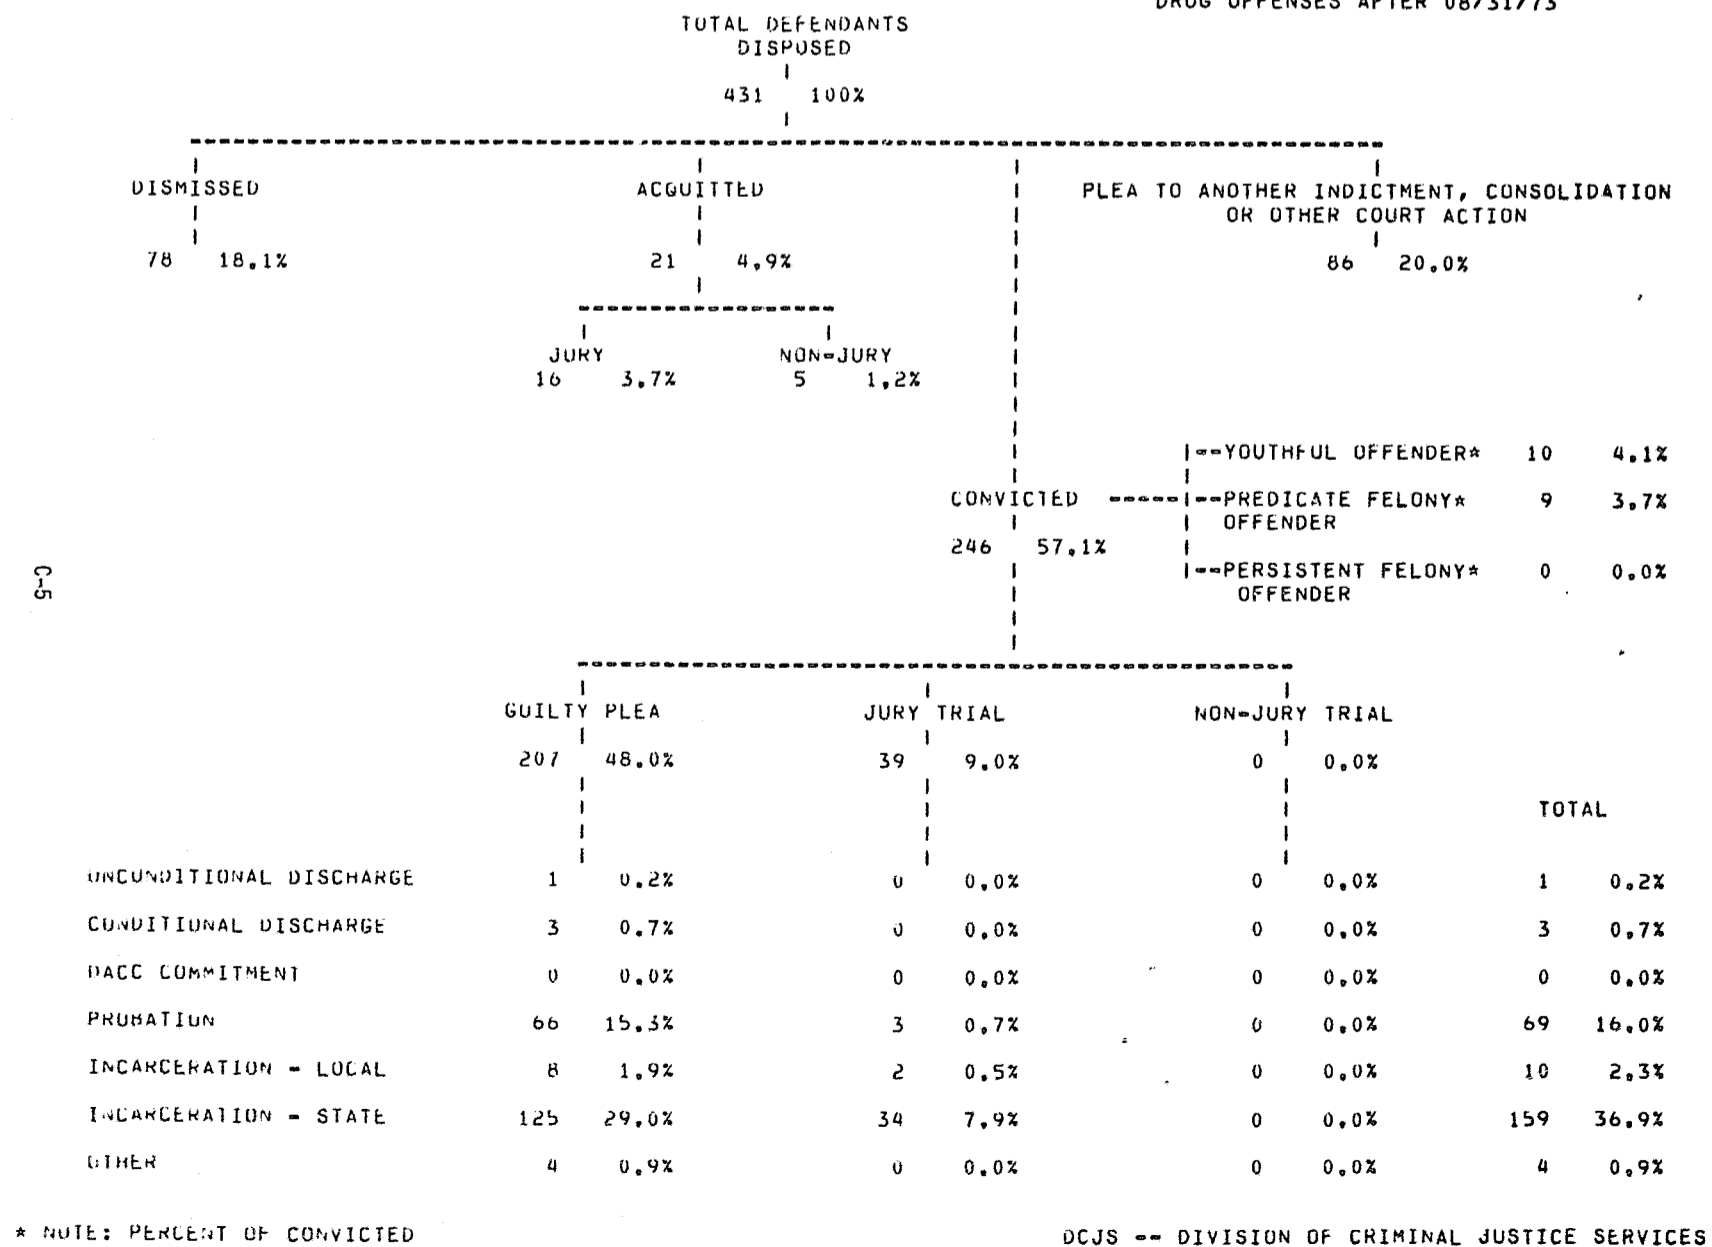 DRUG OFFENSES AFTER 08/31/73
TOTAL DEFENDANTS
DISPOSED
431 100%
DISMISSED ACQUITTED PLEA TO ANOTHER INDICTMENT, CONSOLIDATION
OR OTHER COURT ACTION
78 18.1% 21 4.9% 86 20.0%
JURY NON-JURY
16 3.7% 5 1.2%
--YOUTHFUL OFFENDER* 10 4.1%
CONVICTED -----|--PREDICATE FELONY* 9 3.7%
OFFENDER
246 57.1%
--PERSISTENT FELONY* 0 0.0%
OFFENDER
C-5
GUILTY PLEA JURY TRIAL NON-JURY TRIAL
207 48.0% 39 9.0% 0 0.0%
TOTAL
UNCONDITIONAL DISCHARGE 1 0.2% 0 0.0% 0 0.0% 1 0.2%
CONDITIONAL DISCHARGE 3 0.7% 0 0.0% 0 0.0% 3 0.7%
DACC COMMITMENT 0 0.0% 0 0.0% 0 0.0% 0 0.0%
PROBATION 66 15.3% 3 0.7% 0 0.0% 69 16.0%
INCARCERATION - LOCAL 8 1.9% 2 0.5% 0 0.0% 10 2.3%
INCARCERATION - STATE 125 29.0% 34 7.9% 0 0.0% 159 36.9%
OTHER 4 0.9% 0 0.0% 0 0.0% 4 0.9%
* NOTE: PERCENT OF CONVICTED DCJS -- DIVISION OF CRIMINAL JUSTICE SERVICES